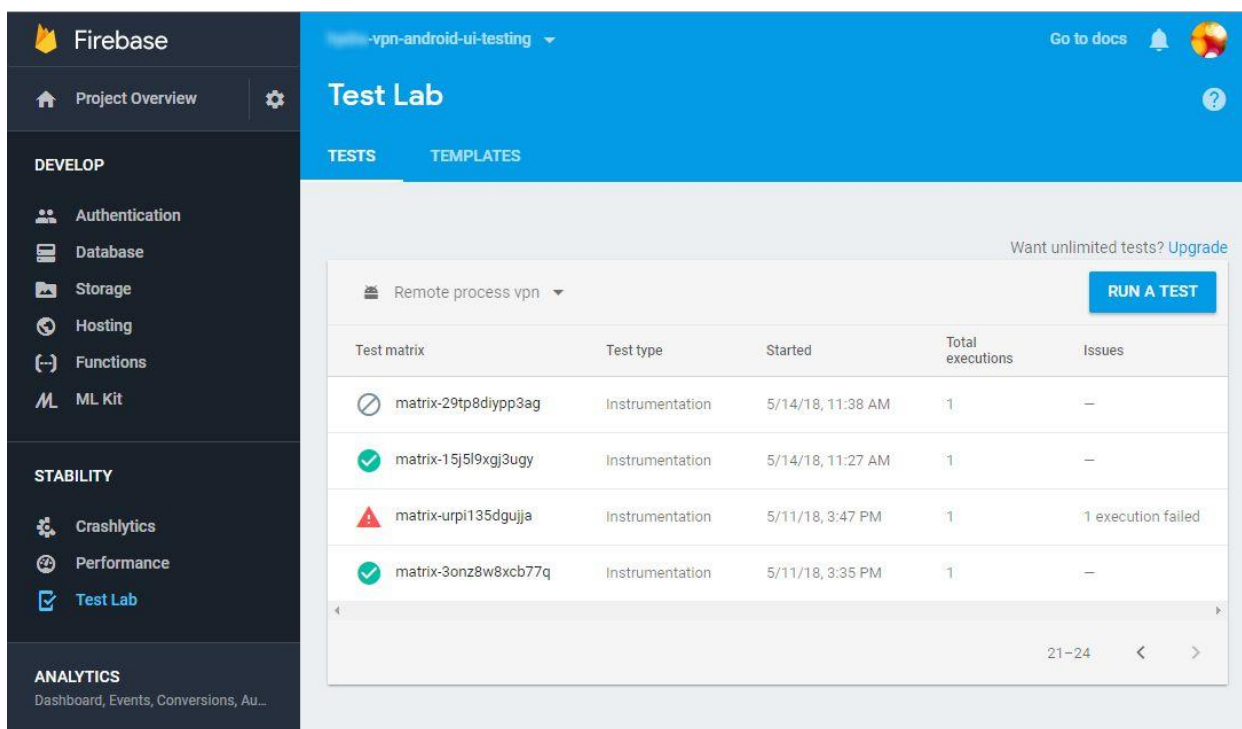 Firebase
-vpn-android-ui-testing
Go to docs
Project Overview
Test Lab
?
TESTS
TEMPLATES
DEVELOP
Authentication
Database
Storage
Hosting
Functions
ML Kit
STABILITY
Crashlytics
Performance
Test Lab
ANALYTICS
Dashboard, Events, Conversions, Au...
Want unlimited tests? Upgrade
Remote process vpn
RUN A TEST
Test matrix Test type Started Total executions Issues
matrix-29tp8diypp3ag Instrumentation 5/14/18, 11:38 AM 1 –
matrix-15j5l9xgj3ugy Instrumentation 5/14/18, 11:27 AM 1 –
matrix-urpi135dgujja Instrumentation 5/11/18, 3:47 PM 1 1 execution failed
matrix-3onz8w8xcb77q Instrumentation 5/11/18, 3:35 PM 1 –
21–24